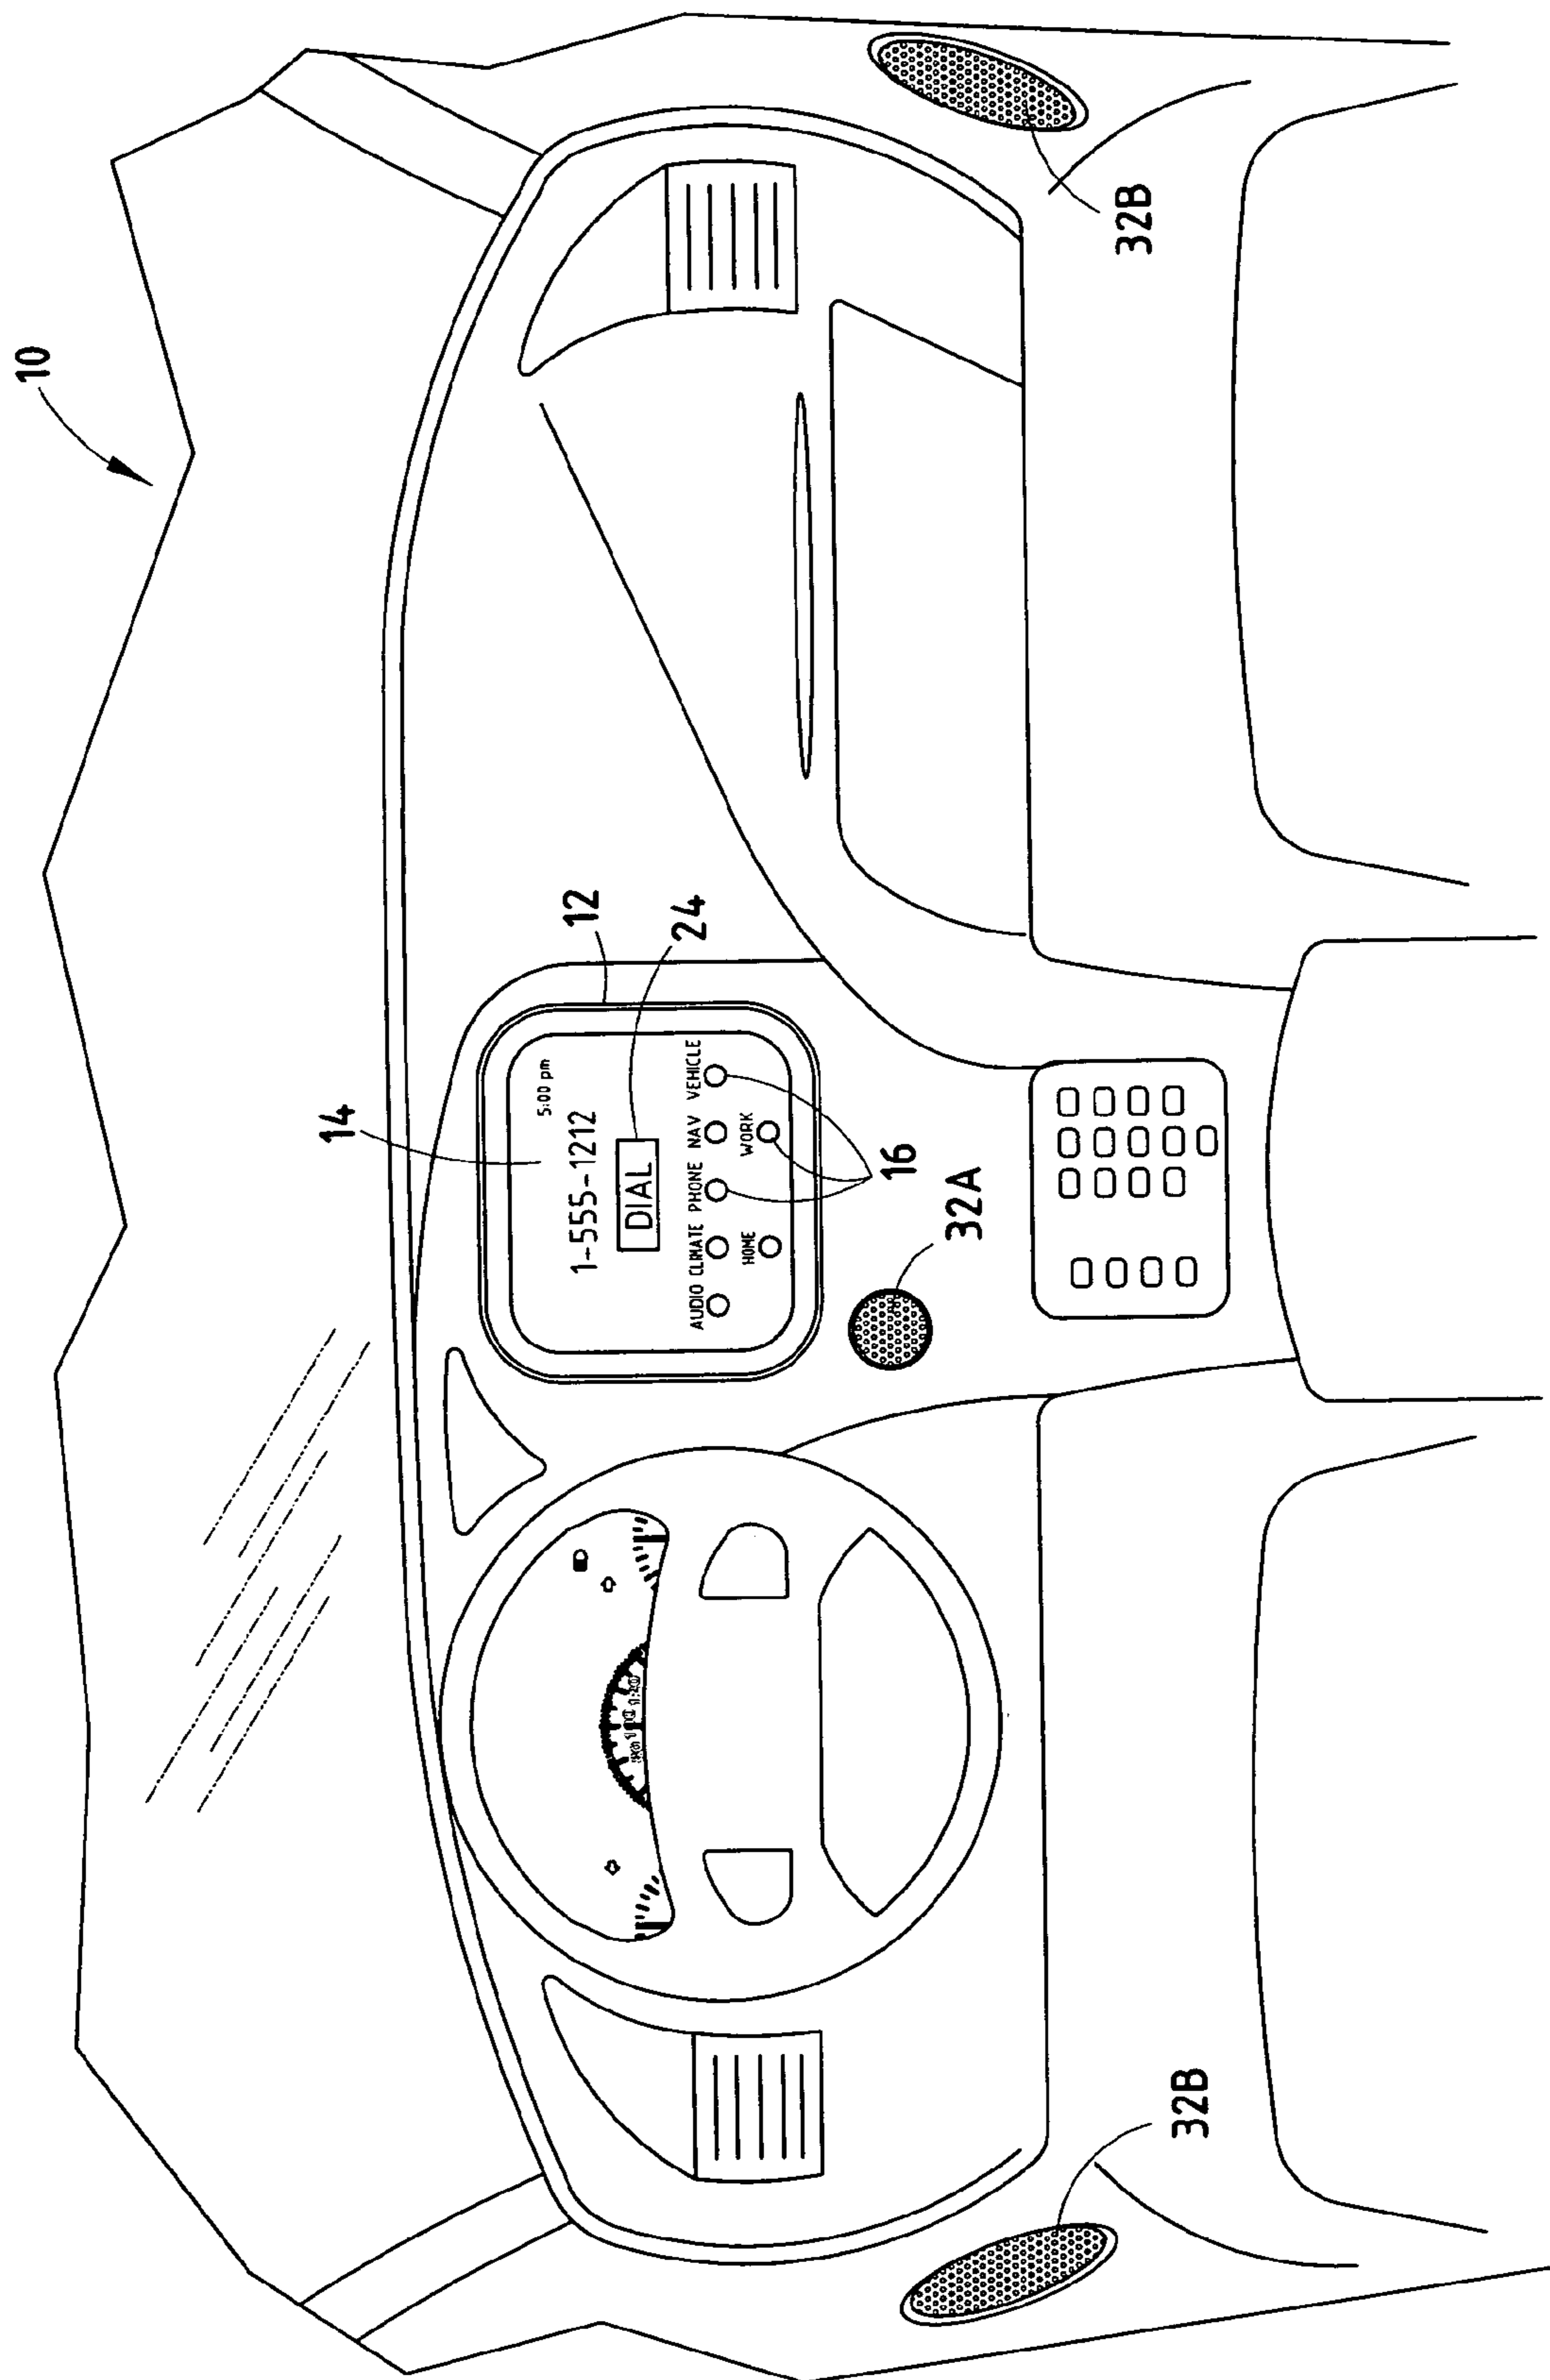 10
14
12
5:00 pm
1-555-1212
24
DIAL
AUDIO CLIMATE PHONE NAV VEHICLE
HOME WORK
16
32A
32B
32B